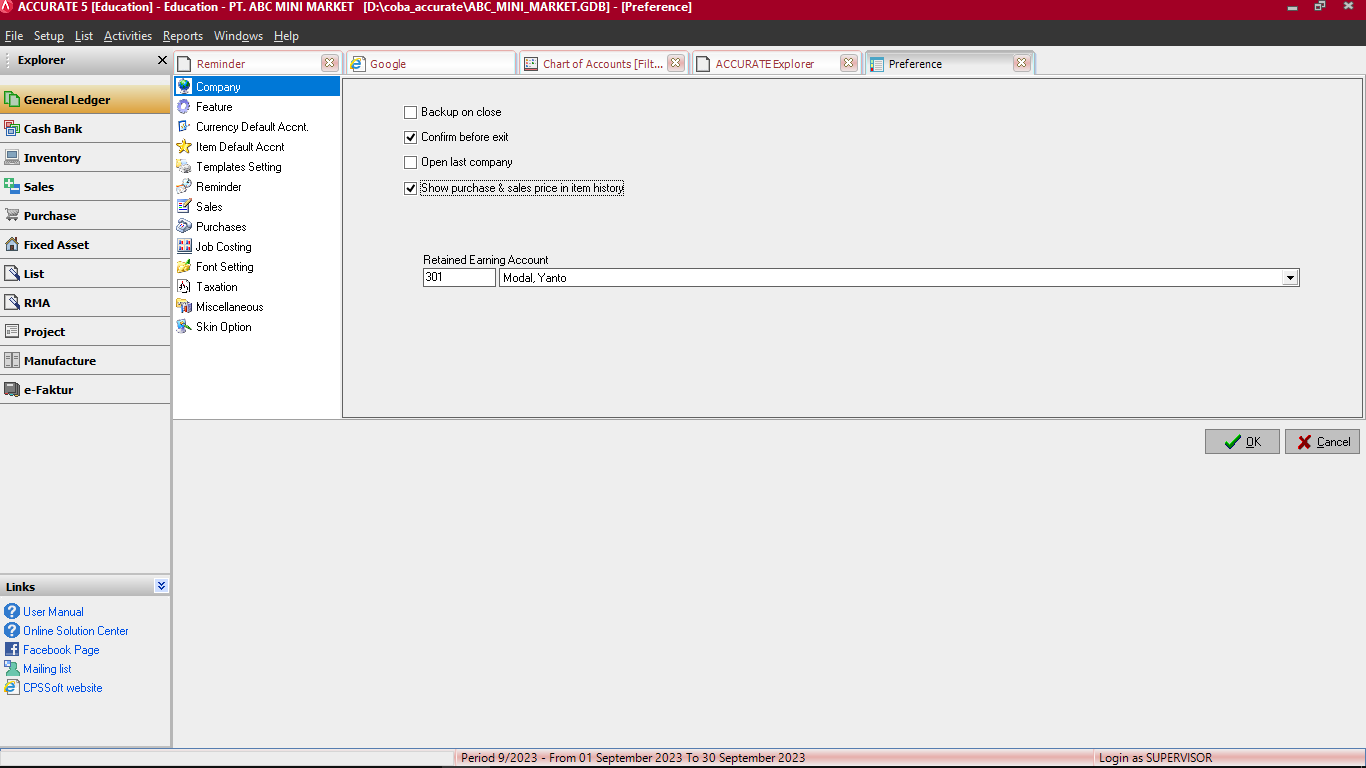 ACCURATE 5 [Education] - Education - PT. ABC MINI MARKET [D:\coba_accurate\ABC_MINI_MARKET.GDB] - [Preference]
File Setup List Activities Reports Windows Help
Explorer
Reminder
Google
Chart of Accounts [Filt...
ACCURATE Explorer
Preference
General Ledger
Cash Bank
Inventory
Sales
Purchase
Fixed Asset
List
RMA
Project
Manufacture
e-Faktur
Company
Feature
Currency Default Accnt.
Item Default Accnt
Templates Setting
Reminder
Sales
Purchases
Job Costing
Font Setting
Taxation
Miscellaneous
Skin Option
Backup on close
Confirm before exit
Open last company
Show purchase & sales price in item history
Retained Earning Account
301
Modal, Yanto
OK
Cancel
Links
User Manual
Online Solution Center
Facebook Page
Mailing list
CPSSoft website
Period 9/2023 - From 01 September 2023 To 30 September 2023
Login as SUPERVISOR